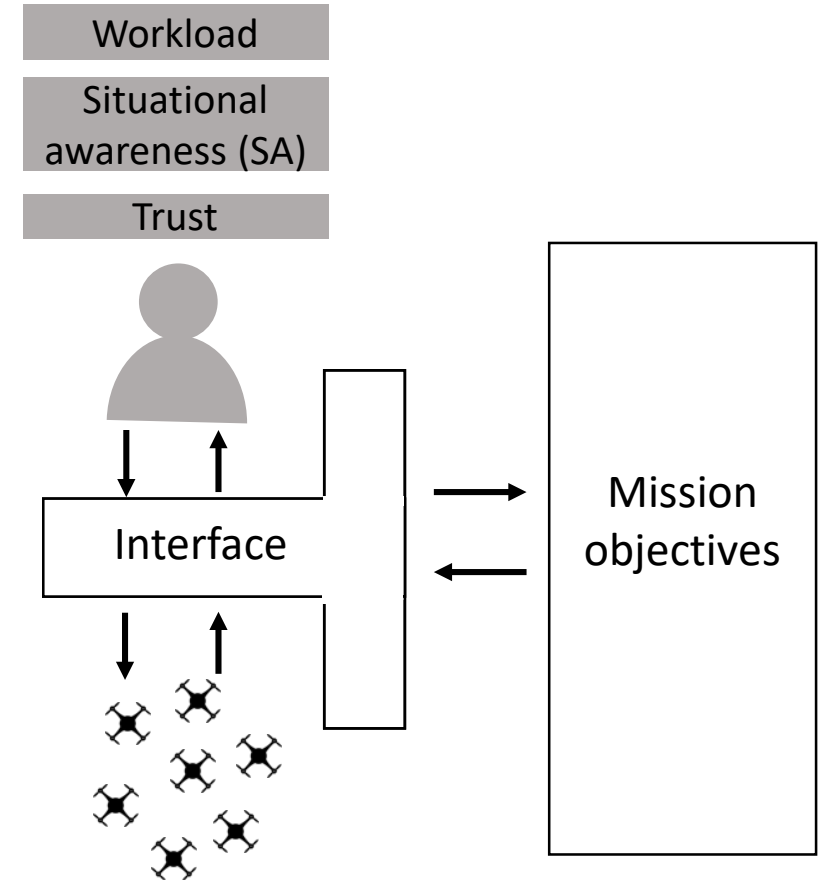 Workload
Situational
awareness (SA)
Trust
Interface
Mission
objectives